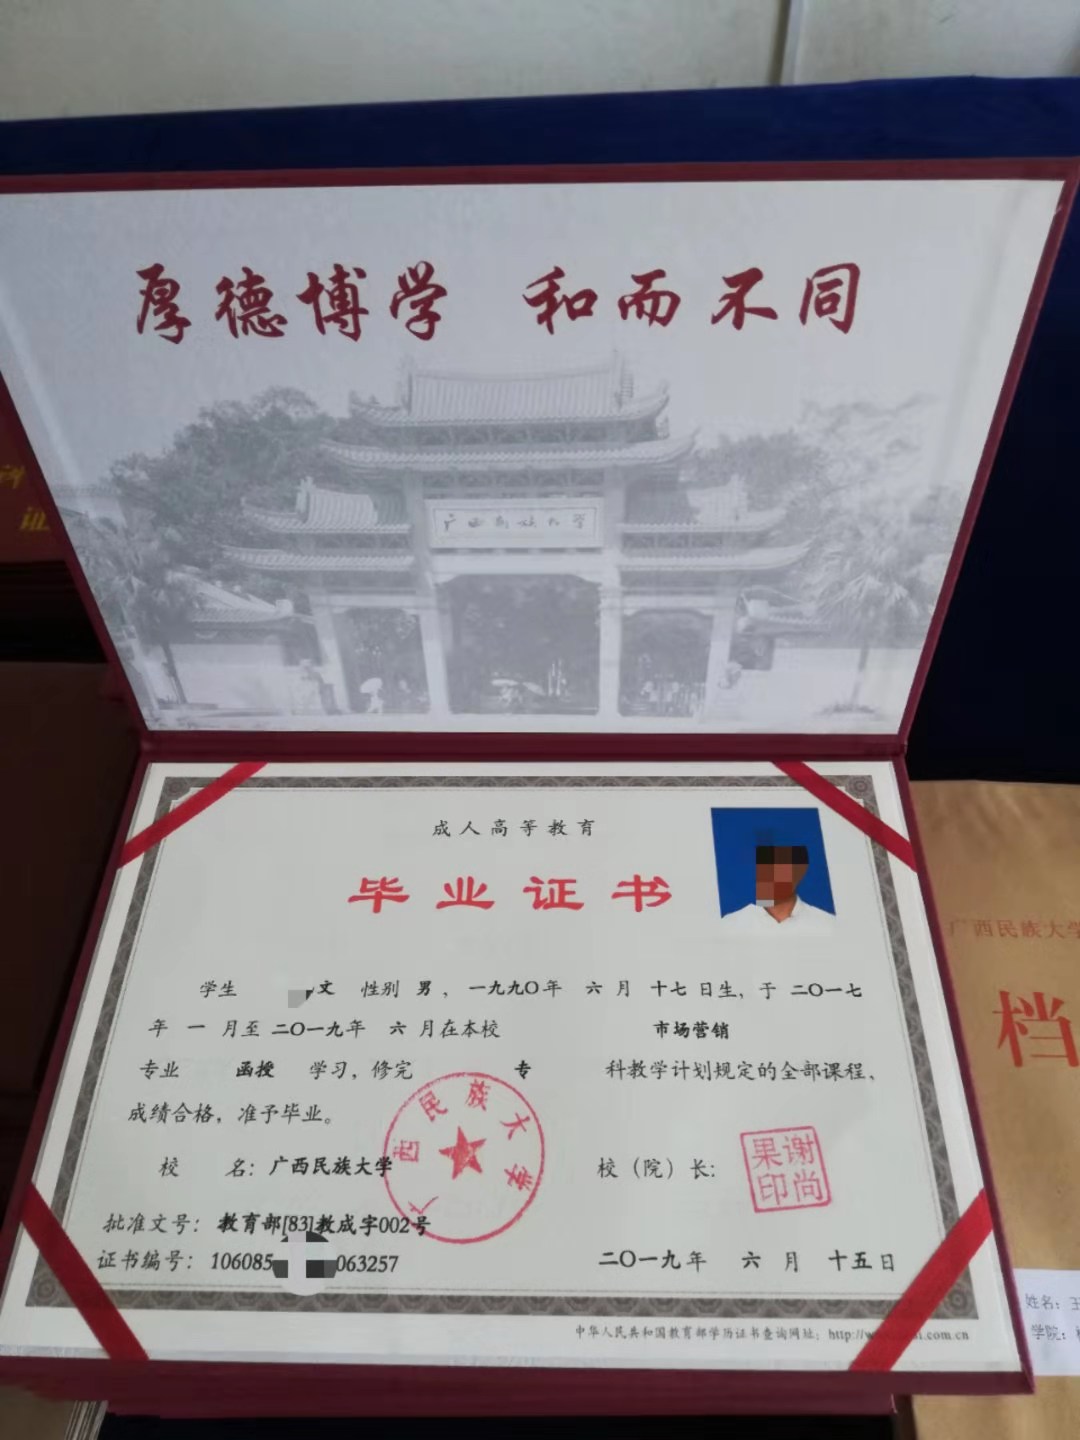 厚德博学 和而不同
广西民族大学
成人高等教育
毕业证书
学生 文 性别 男 ，一九九〇年 六 月 十七 日生，于 二〇一七
年 一 月至 二〇一九年 六 月在本校 市场营销
专业 函授 学习，修完 专 科教学计划规定的全部课程，
成绩合格，准予毕业。
广西民族大学
校 名：广西民族大学
校（院）长：
谢尚果印
批准文号：教育部[83]教成字002号
证书编号：106085 063257
二〇一九年 六 月 十五日
中华人民共和国教育部学历证书查询网址：http://w .com.cn
广西民族大学
档
姓名：王
学院：